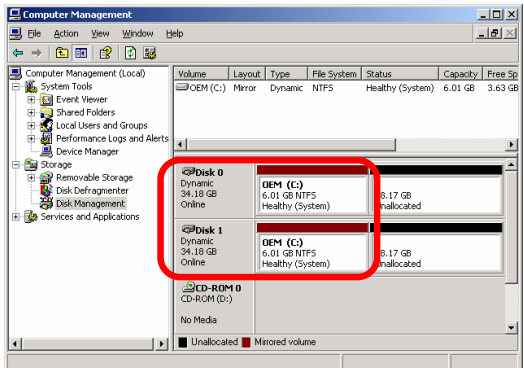 Computer Management
File Action View Window Help
Computer Management (Local)
System Tools
Event Viewer
Shared Folders
Local Users and Groups
Performance Logs and Alerts
Device Manager
Storage
Removable Storage
Disk Defragmenter
Disk Management
Services and Applications
Volume Layout Type File System Status Capacity Free Sp
OEM (C:) Mirror Dynamic NTFS Healthy (System) 6.01 GB 3.63 GB
Disk 0
Dynamic
34.18 GB
Online
OEM (C:)
6.01 GB NTFS
Healthy (System)
8.17 GB
nallocated
Disk 1
Dynamic
34.18 GB
Online
OEM (C:)
6.01 GB NTFS
Healthy (System)
8.17 GB
nallocated
CD-ROM 0
CD-ROM (D:)
No Media
Unallocated Mirrored volume